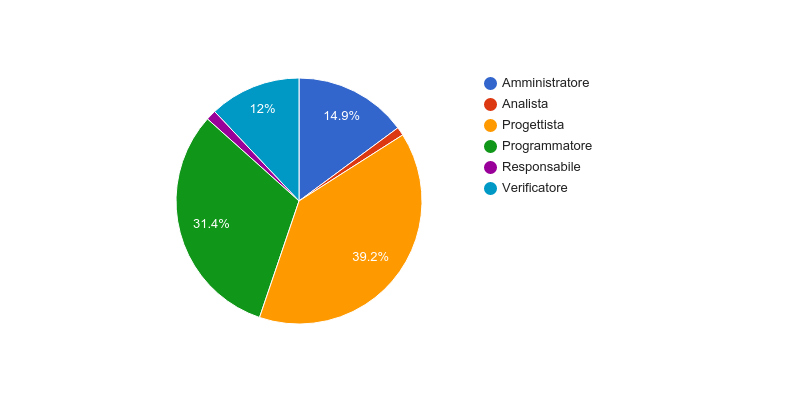 12%
14.9%
31.4%
39.2%
Amministratore
Analista
Progettista
Programmatore
Responsabile
Verificatore